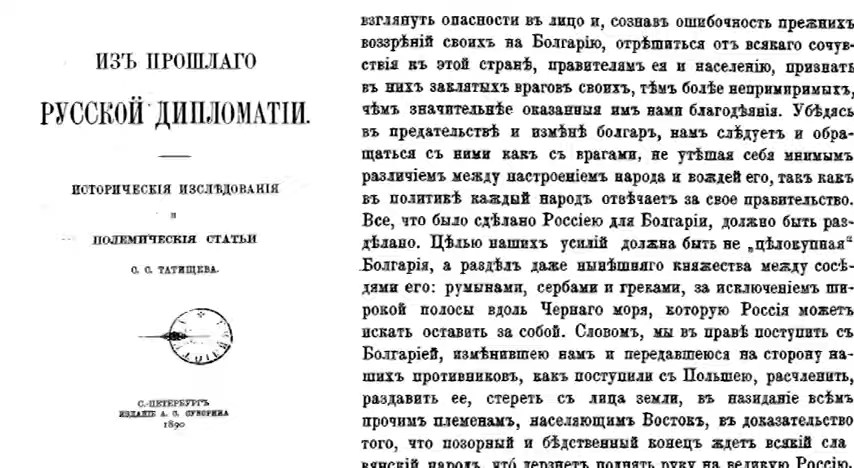 ИЗЪ ПРОШЛАГО
РУССКОЙ ДИПЛОМАТІИ.
ИСТОРИЧЕСКІЯ ИЗСЛѢДОВАНІЯ
И
ПОЛЕМИЧЕСКІЯ СТАТЬИ
С. С. ТАТИЩЕВА.
С.-ПЕТЕРБУРГЪ
ИЗДАНІЕ А. С. СУВОРИНА
1890
взглянуть опасности въ лицо и, сознавъ ошибочность прежнихъ
воззрѣній своихъ на Болгарію, отрѣшиться отъ всякаго сочув-
ствія къ этой странѣ, правителямъ ея и населенію, признать
въ нихъ заклятыхъ враговъ своихъ, тѣмъ болѣе непримиримыхъ,
чѣмъ значительнѣе оказанныя имъ нами благодѣянія. Убѣдясь
въ предательствѣ и измѣнѣ болгаръ, намъ слѣдуетъ и обра-
щаться съ ними какъ съ врагами, не утѣшая себя мнимымъ
различіемъ между настроеніемъ народа и вождей его, такъ какъ
въ политикѣ каждый народъ отвѣчаетъ за свое правительство.
Все, что было сдѣлано Россіею для Болгаріи, должно быть раз-
дѣлано. Цѣлью нашихъ усилій должна быть не „цѣлокупная“
Болгарія, а раздѣлъ даже нынѣшняго княжества между сосѣ-
дями его: румынами, сербами и греками, за исключеніемъ ши-
рокой полосы вдоль Чернаго моря, которую Россія можетъ
искать оставить за собой. Словомъ, мы въ правѣ поступить съ
Болгаріей, измѣнившею намъ и передавшеюся на сторону на-
шихъ противниковъ, какъ поступили съ Польшею, расчленить,
раздавить ее, стереть съ лица земли, въ назиданіе всѣмъ
прочимъ племенамъ, населяющимъ Востокъ, въ доказательство
того, что позорный и бѣдственный конецъ ждетъ всякій сла
вянскій народъ, что́ дерзнетъ поднять руку на великую Россію.